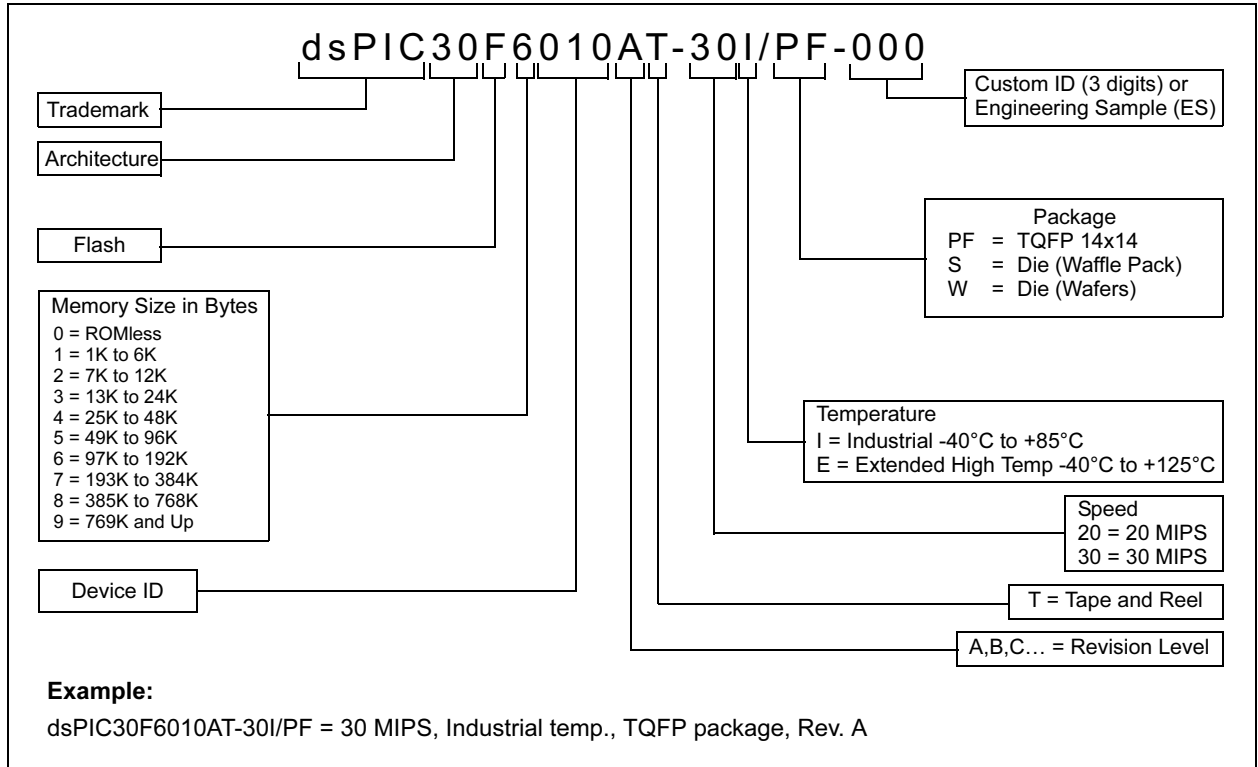 dsPIC30F6010AT-30I/PF-000
Trademark
Architecture
Flash
Memory Size in Bytes
0 = ROMless
1 = 1K to 6K
2 = 7K to 12K
3 = 13K to 24K
4 = 25K to 48K
5 = 49K to 96K
6 = 97K to 192K
7 = 193K to 384K
8 = 385K to 768K
9 = 769K and Up
Device ID
Custom ID (3 digits) or
Engineering Sample (ES)
Package
PF = TQFP 14x14
S = Die (Waffle Pack)
W = Die (Wafers)
Temperature
I = Industrial -40°C to +85°C
E = Extended High Temp -40°C to +125°C
Speed
20 = 20 MIPS
30 = 30 MIPS
T = Tape and Reel
A,B,C… = Revision Level
Example:
dsPIC30F6010AT-30I/PF = 30 MIPS, Industrial temp., TQFP package, Rev. A